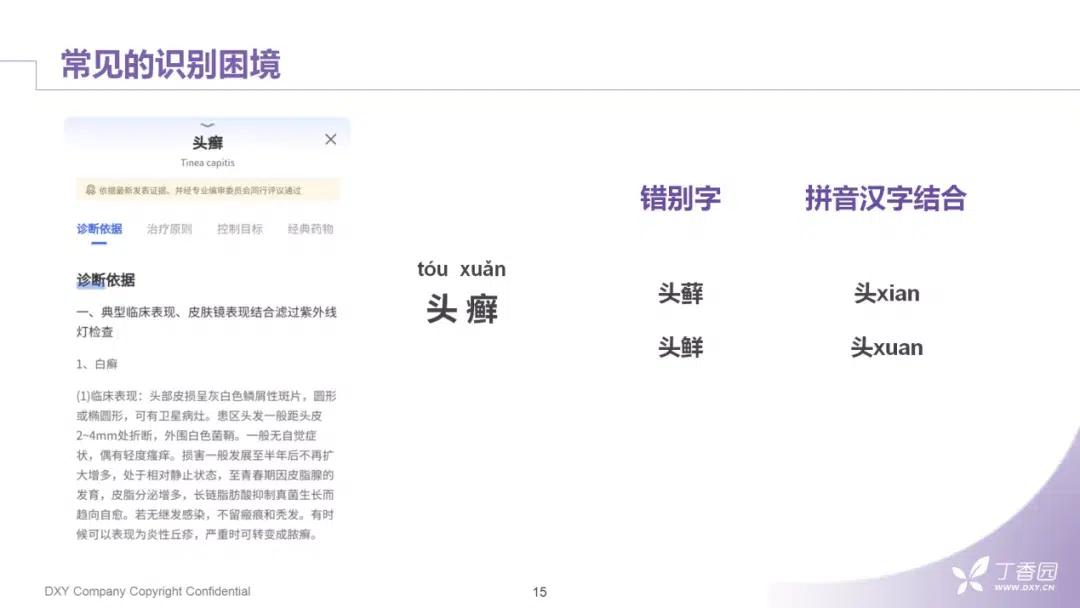 常见的识别困境
头癣
Tinea capitis
依据最新发表证据、并经专业编审委员会同行评议通过
诊断依据 治疗原则 控制目标 经典药物
诊断依据
一、典型临床表现、皮肤镜表现结合滤过紫外线
灯检查
1、白癣
(1)临床表现：头部皮损呈灰白色鳞屑性斑片，圆形
或椭圆形，可有卫星病灶。患区头发一般距头皮
2~4mm处折断，外围白色菌鞘。一般无自觉症
状，偶有轻度瘙痒。损害一般发展至半年后不再扩
大增多，处于相对静止状态，至青春期因皮脂腺的
发育，皮脂分泌增多，长链脂肪酸抑制真菌生长而
趋向自愈。若无继发感染，不留瘢痕和秃发。有时
候可以表现为炎性丘疹，严重时可转变成脓癣。
tóu xuǎn
头 癣
错别字
头藓
头鲜
拼音汉字结合
头xian
头xuan
DXY Company Copyright Confidential
15
丁香园
WWW.DXY.CN